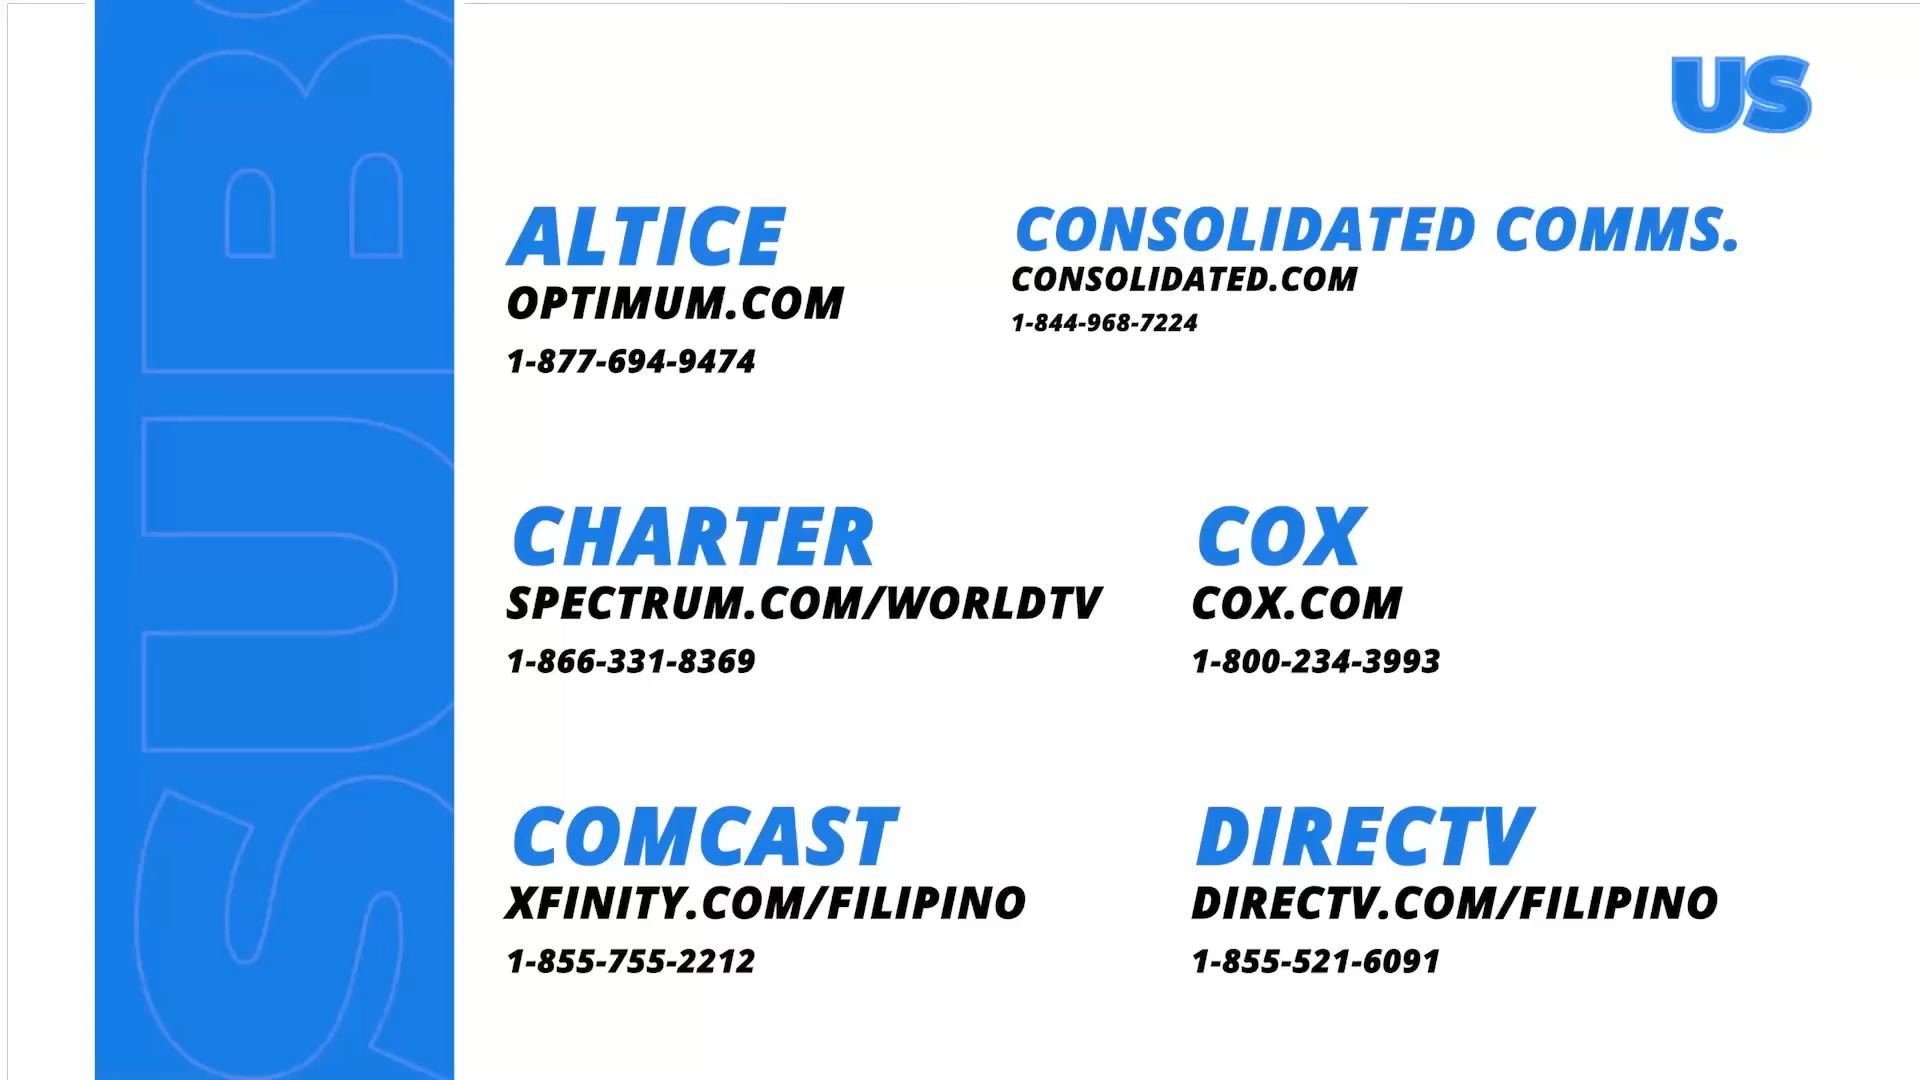 US
ALTICE
OPTIMUM.COM
1-877-694-9474
CONSOLIDATED COMMS.
CONSOLIDATED.COM
1-844-968-7224
CHARTER
SPECTRUM.COM/WORLDTV
1-866-331-8369
COX
COX.COM
1-800-234-3993
COMCAST
XFINITY.COM/FILIPINO
1-855-755-2212
DIRECTV
DIRECTV.COM/FILIPINO
1-855-521-6091
SUB